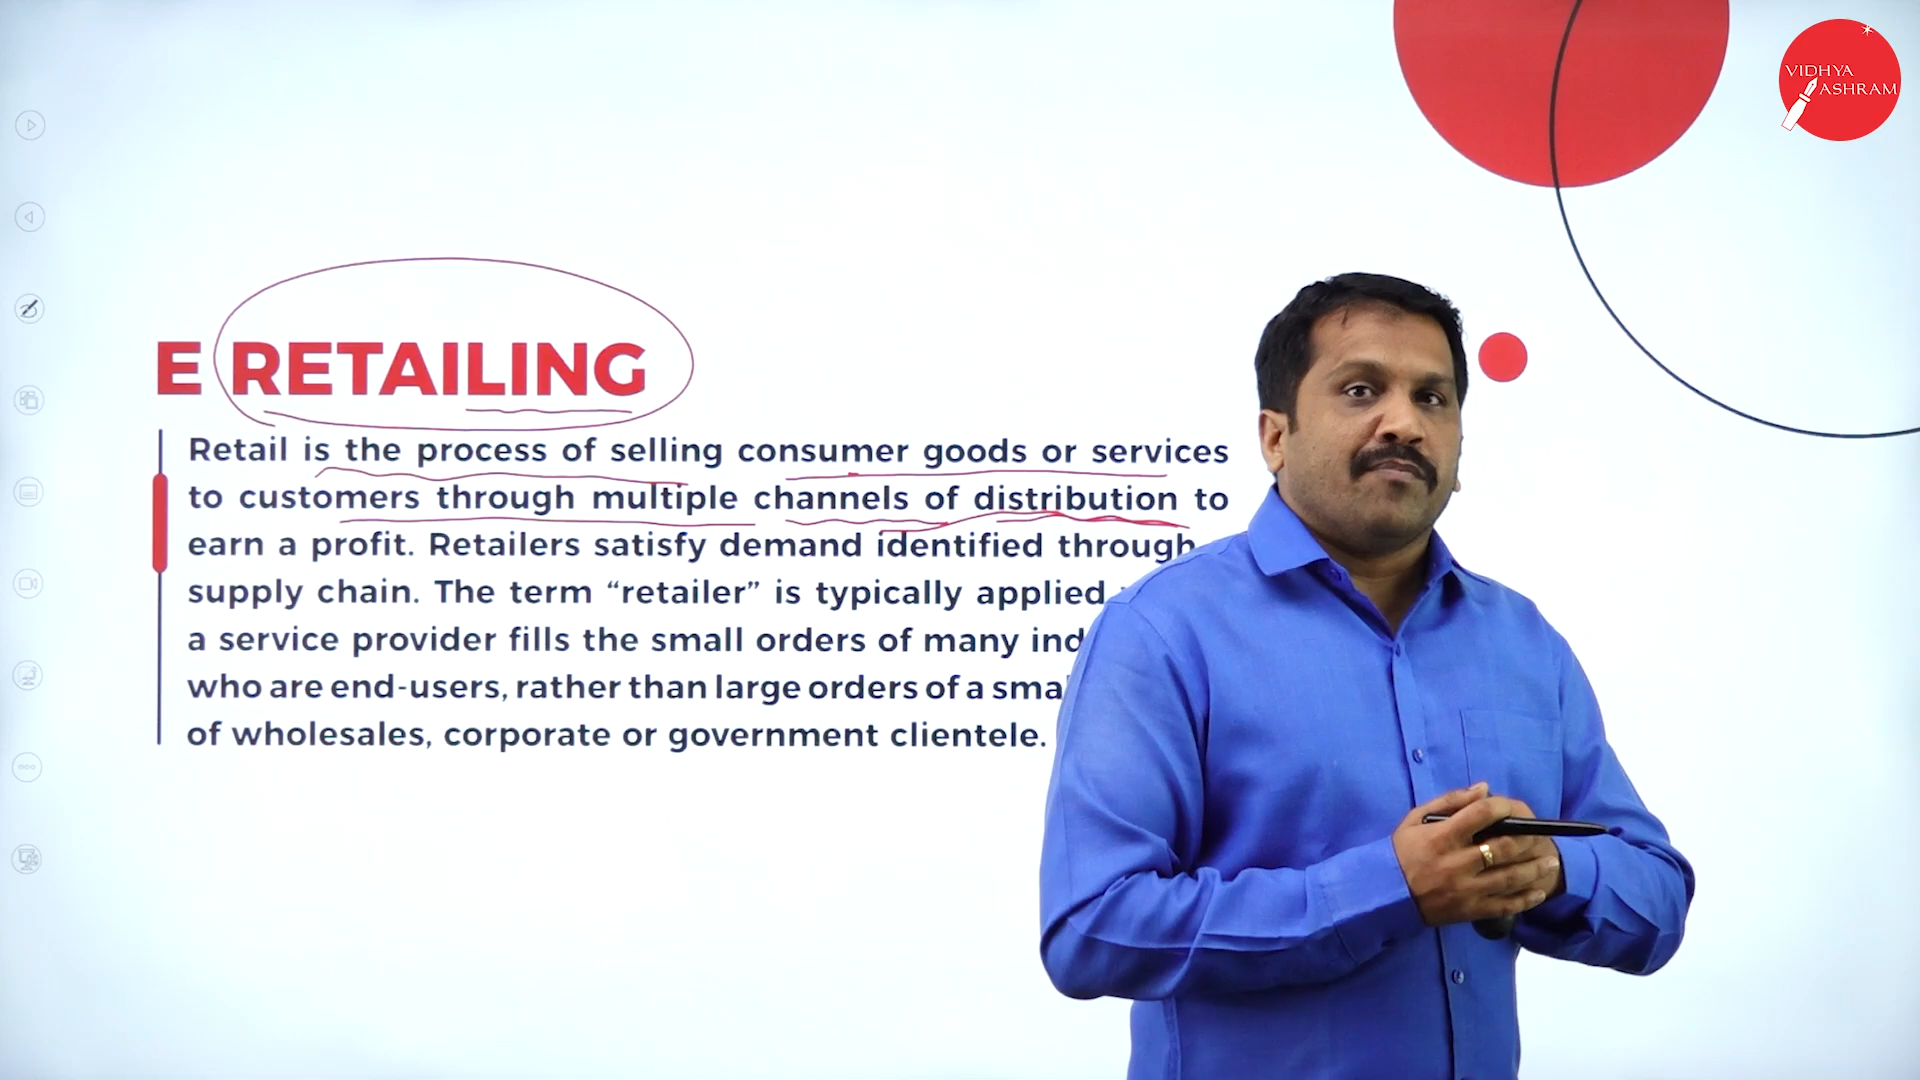 VIDHYA
ASHRAM
E RETAILING
Retail is the process of selling consumer goods or services
to customers through multiple channels of distribution to
earn a profit. Retailers satisfy demand identified through
supply chain. The term “retailer” is typically applied
a service provider fills the small orders of many
who are end-users, rather than large orders of a
of wholesales, corporate or government clientele.